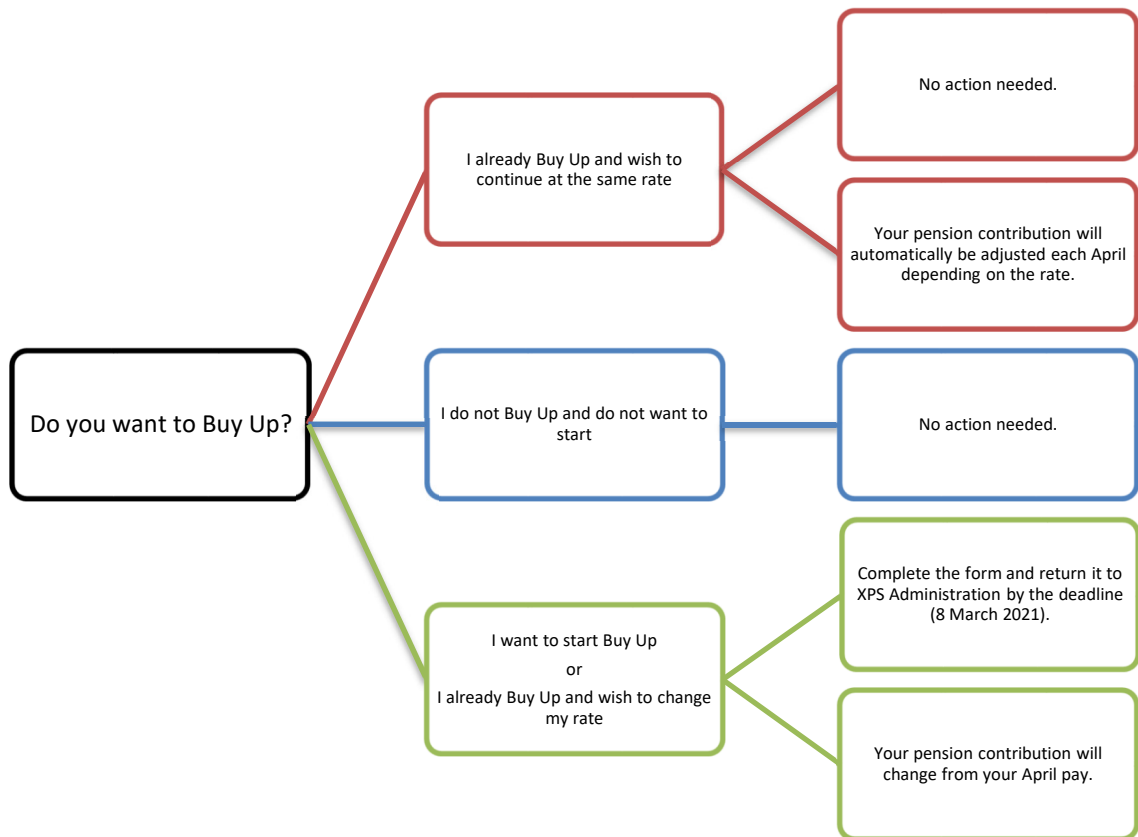 Do you want to Buy Up?
I already Buy Up and wish to
continue at the same rate
No action needed.
Your pension contribution will
automatically be adjusted each April
depending on the rate.
I do not Buy Up and do not want to
start
No action needed.
I want to start Buy Up
or
I already Buy Up and wish to change
my rate
Complete the form and return it to
XPS Administration by the deadline
(8 March 2021).
Your pension contribution will
change from your April pay.